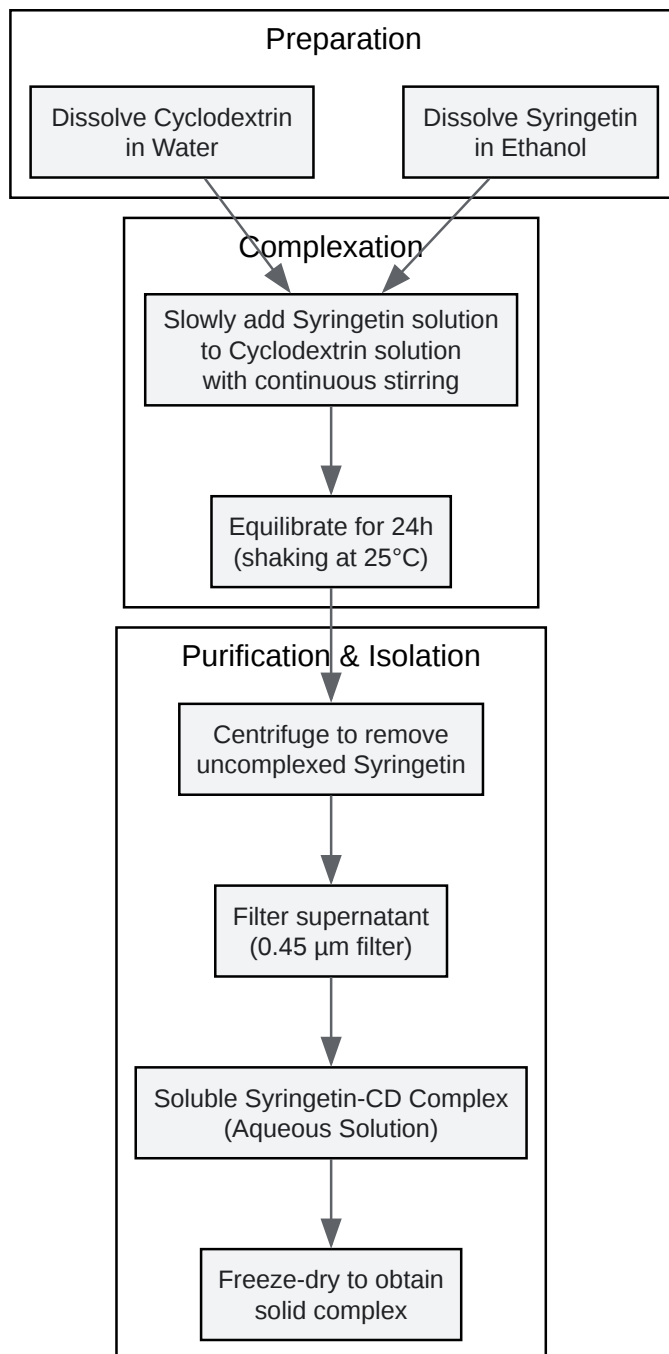 Preparation
Dissolve Cyclodextrin
in Water
Dissolve Syringetin
in Ethanol
Complexation
Slowly add Syringetin solution
to Cyclodextrin solution
with continuous stirring
Equilibrate for 24h
(shaking at 25°C)
Purification & Isolation
Centrifuge to remove
uncomplexed Syringetin
Filter supernatant
(0.45 µm filter)
Soluble Syringetin-CD Complex
(Aqueous Solution)
Freeze-dry to obtain
solid complex